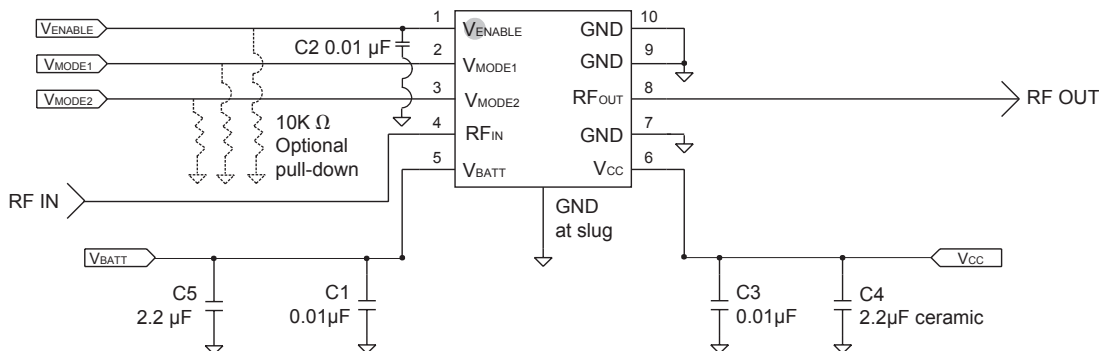 VENABLE
VMODE1
VMODE2
RF IN
VBATT
C5
2.2 µF
C1
0.01µF
10K Ω
Optional
pull-down
C2 0.01 µF
1
2
3
4
5
VENABLE
VMODE1
VMODE2
RFIN
VBATT
GND
GND
RFOUT
GND
VCC
10
9
8
7
6
GND
at slug
RF OUT
VCC
C3
0.01µF
C4
2.2µF ceramic